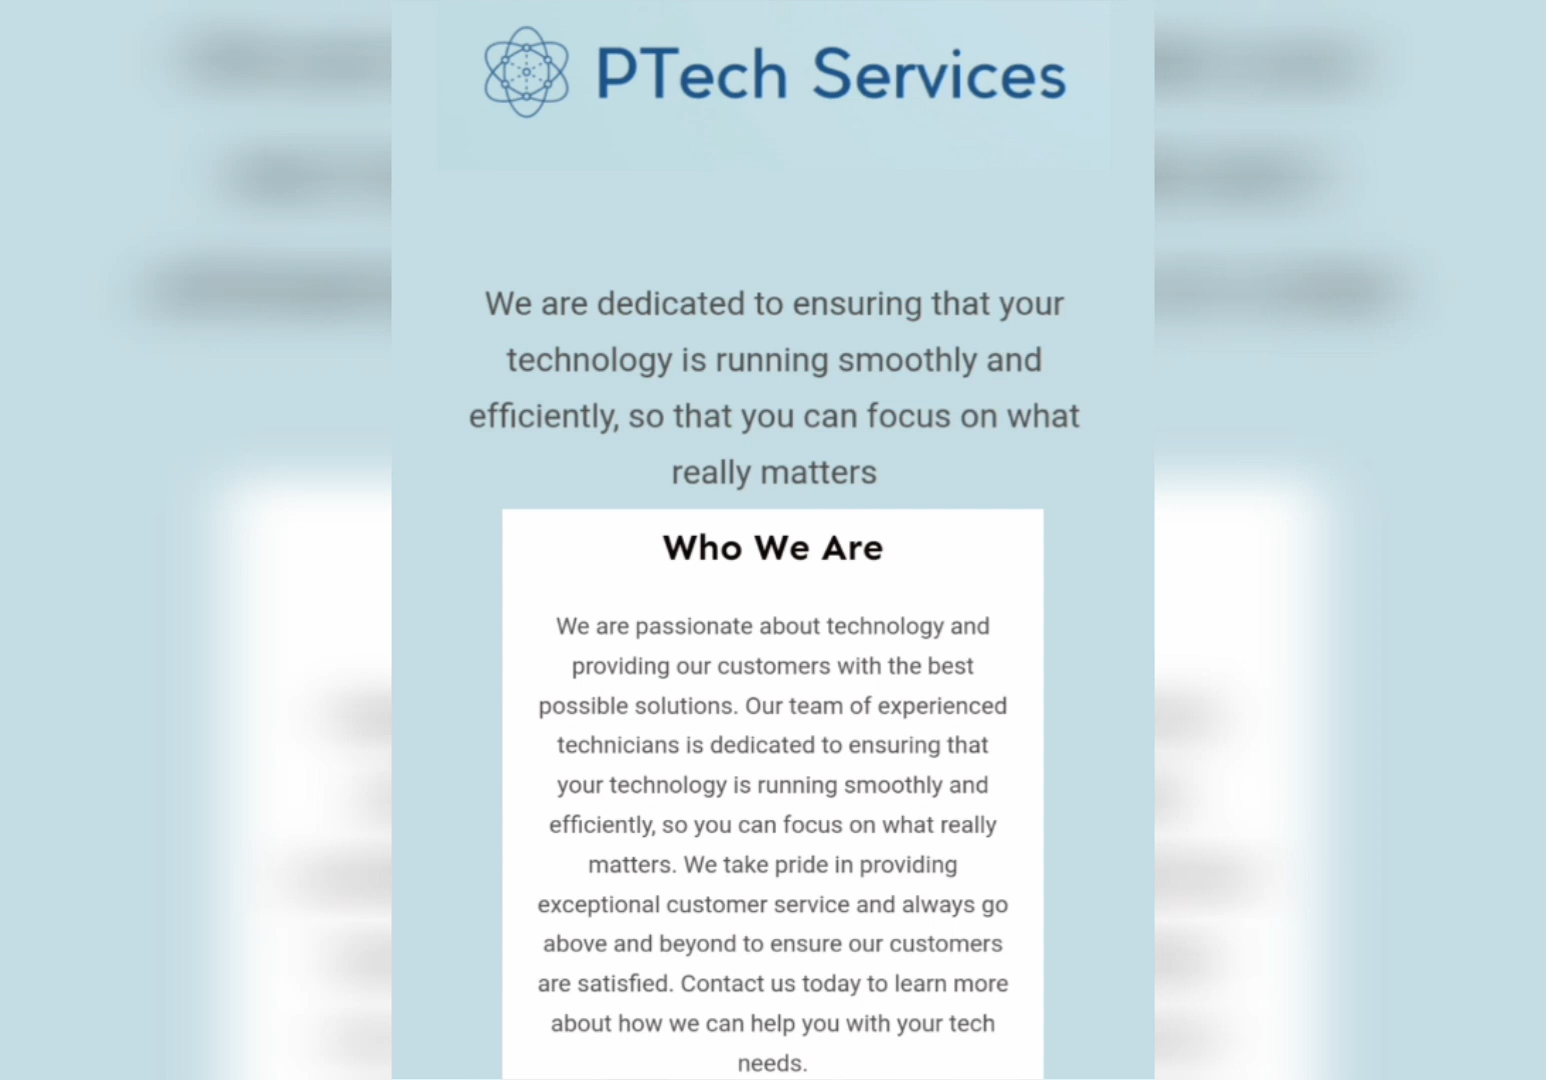 PTech Services
We are dedicated to ensuring that your
technology is running smoothly and
efficiently, so that you can focus on what
really matters
Who We Are
We are passionate about technology and
providing our customers with the best
possible solutions. Our team of experienced
technicians is dedicated to ensuring that
your technology is running smoothly and
efficiently, so you can focus on what really
matters. We take pride in providing
exceptional customer service and always go
above and beyond to ensure our customers
are satisfied. Contact us today to learn more
about how we can help you with your tech
needs.